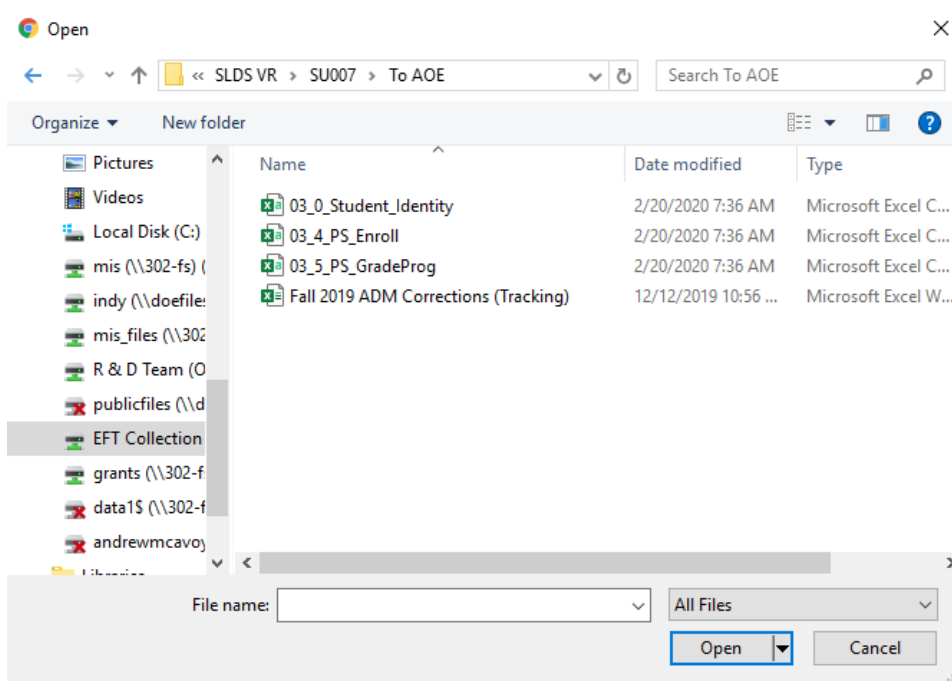 Open
« SLDS VR > SU007 > To AOE
Search To AOE
Organize
New folder
Pictures
Videos
Local Disk (C:)
mis (\\302-fs) (
indy (\\doefiles
mis_files (\\302
R & D Team (O
publicfiles (\\d
EFT Collection
grants (\\302-f
data1$ (\\302-f
andrewmcavoy
Name Date modified Type
03_0_Student_Identity 2/20/2020 7:36 AM Microsoft Excel C...
03_4_PS_Enroll 2/20/2020 7:36 AM Microsoft Excel C...
03_5_PS_GradeProg 2/20/2020 7:36 AM Microsoft Excel C...
Fall 2019 ADM Corrections (Tracking) 12/12/2019 10:56 ... Microsoft Excel W...
File name:
All Files
Open
Cancel